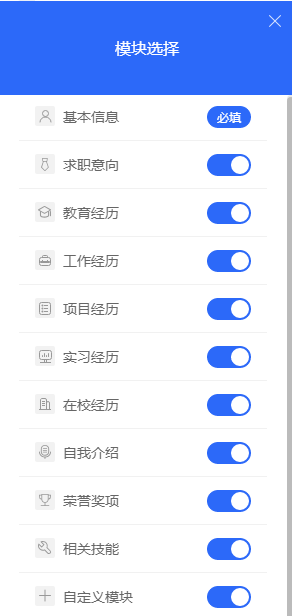 模块选择
基本信息 必填
求职意向
教育经历
工作经历
项目经历
实习经历
在校经历
自我介绍
荣誉奖项
相关技能
自定义模块